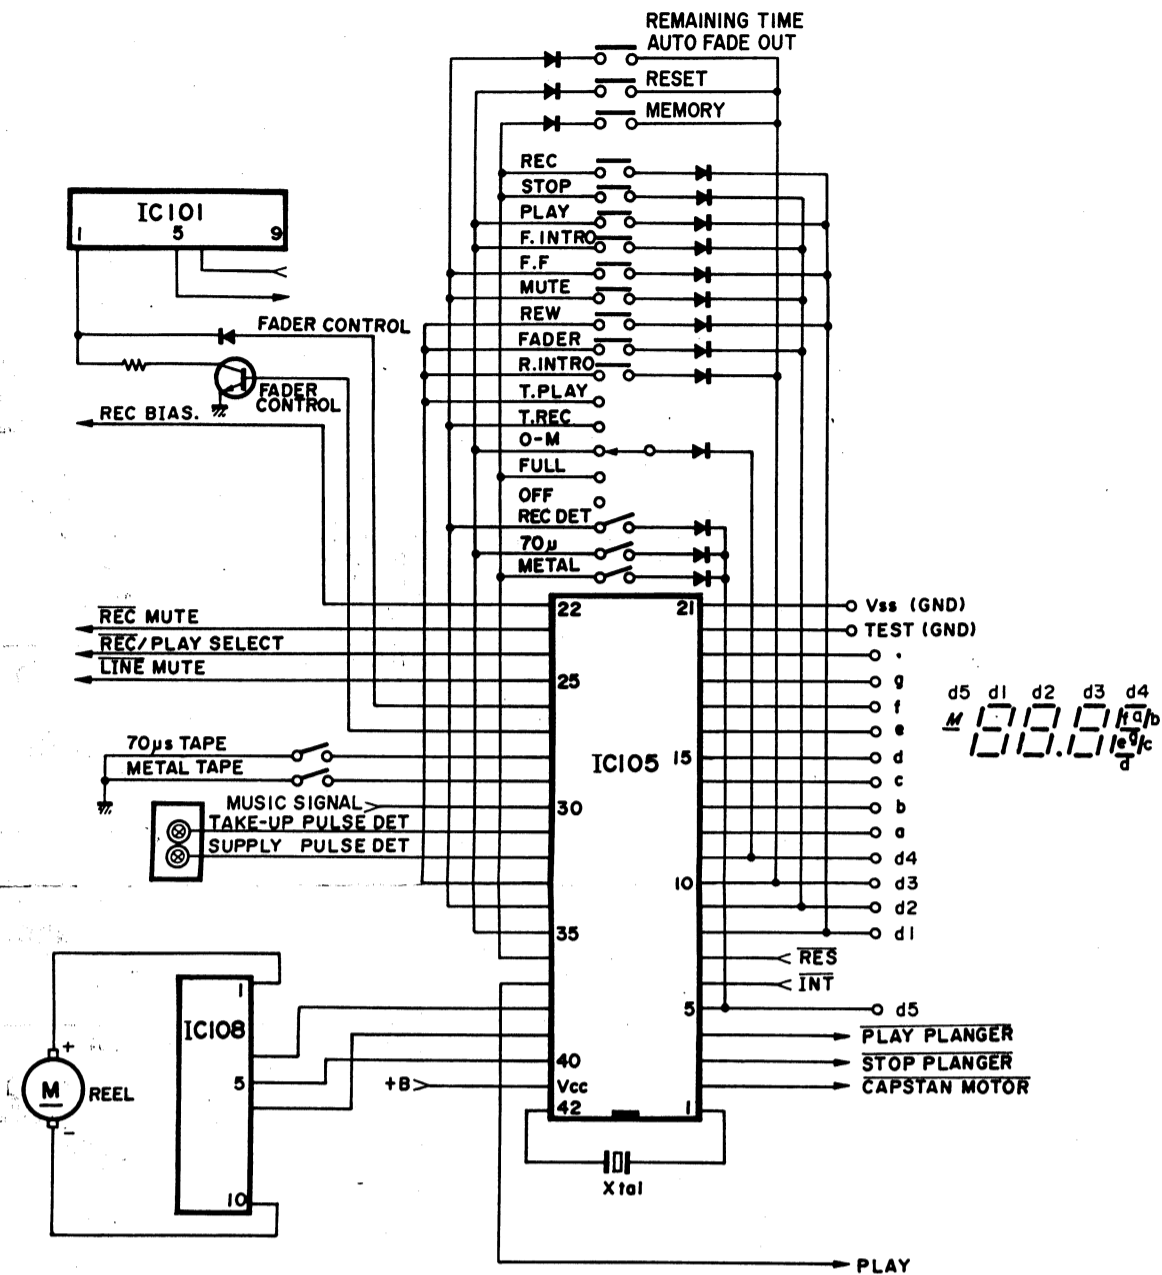 REMAINING TIME
AUTO FADE OUT
RESET
MEMORY
REC
STOP
PLAY
F.INTRO
F.F
MUTE
REW
FADER
R.INTRO
T.PLAY
T.REC
O-M
FULL
OFF
REC DET
70μ
METAL
IC101
1 5 9
FADER CONTROL
FADER
CONTROL
REC BIAS.
REC MUTE
REC/PLAY SELECT
LINE MUTE
70μs TAPE
METAL TAPE
MUSIC SIGNAL
TAKE-UP PULSE DET
SUPPLY PULSE DET
22 21
25
IC105 15
30
10
35
5
40
Vcc
42 1
+B
Xtal
Vss (GND)
TEST (GND)
.
g
f
e
d
c
b
a
d4
d3
d2
d1
RES
INT
d5
PLAY PLANGER
STOP PLANGER
CAPSTAN MOTOR
PLAY
d5 d1 d2 d3 d4
M
f a b
e g c
d
1
IC108
5
10
+
M REEL
-